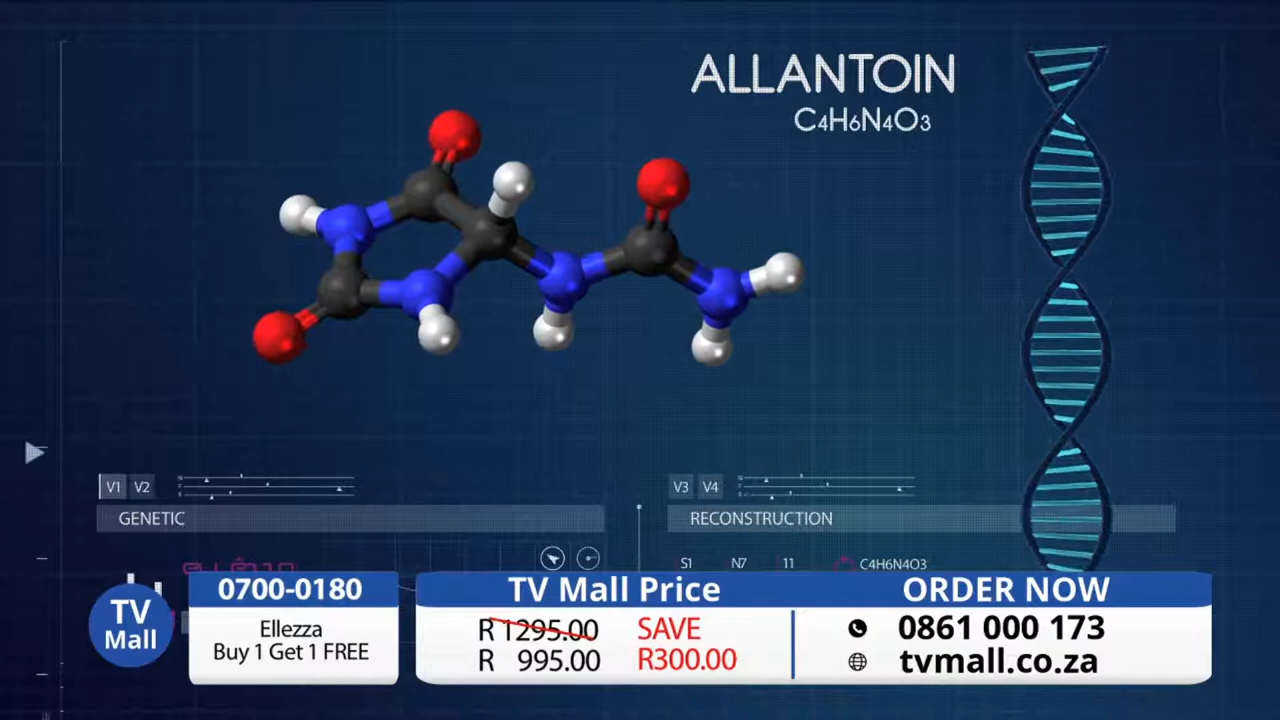 ALLANTOIN
C4H6N4O3
V1 V2
V3 V4
GENETIC
RECONSTRUCTION
S1 N7 11 C4H6N4O3
TV Mall
0700-0180
Ellezza
Buy 1 Get 1 FREE
TV Mall Price
R 1295.00 SAVE
R 995.00 R300.00
ORDER NOW
0861 000 173
tvmall.co.za